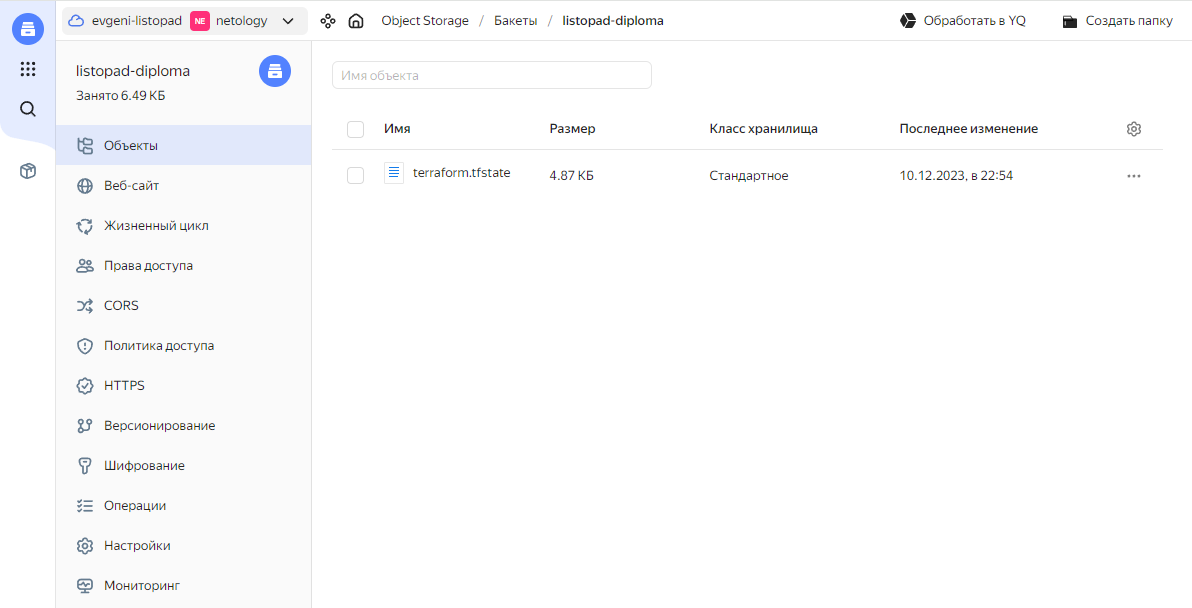 evgeni-listopad NE netology Object Storage / Бакеты / listopad-diploma Обработать в YQ Создать папку
listopad-diploma
Занято 6.49 КБ
Объекты
Веб-сайт
Жизненный цикл
Права доступа
CORS
Политика доступа
HTTPS
Версионирование
Шифрование
Операции
Настройки
Мониторинг
Имя объекта
Имя Размер Класс хранилища Последнее изменение
terraform.tfstate 4.87 КБ Стандартное 10.12.2023, в 22:54